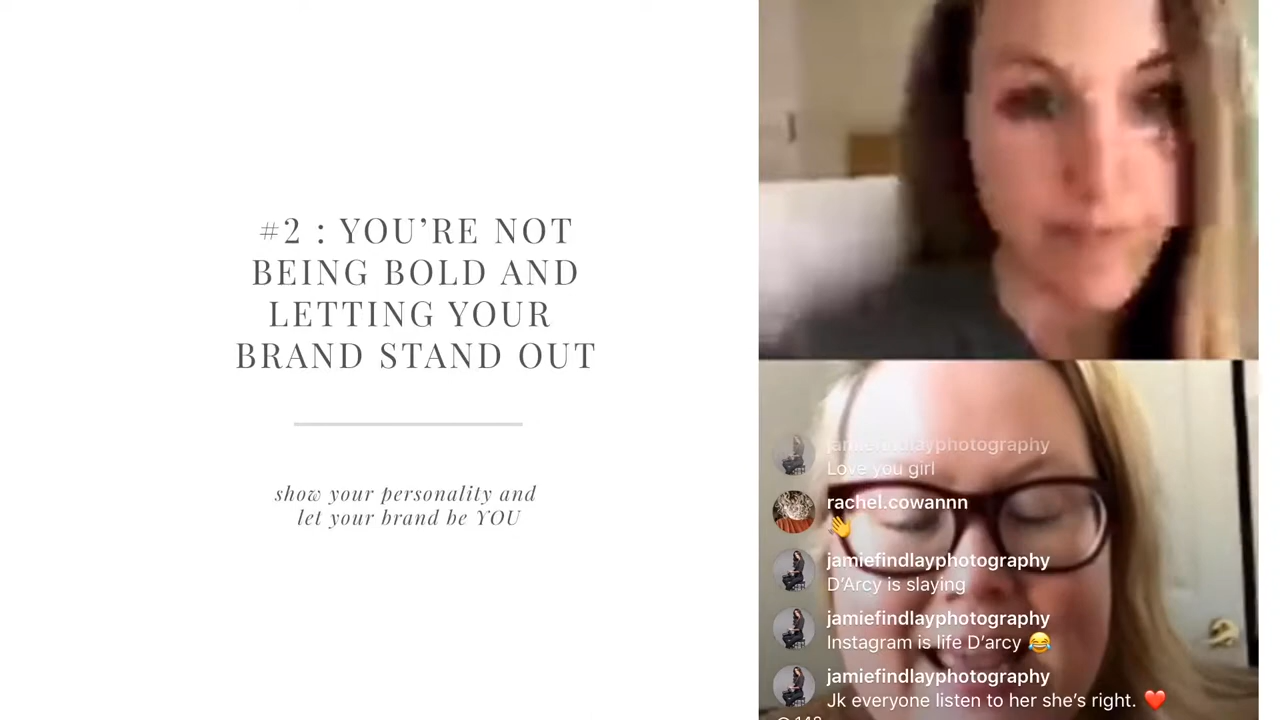 #2 : YOU’RE NOT
BEING BOLD AND
LETTING YOUR
BRAND STAND OUT
show your personality and
let your brand be YOU
jamiefindlayphotography
Love you girl
rachel.cowannn
👋
jamiefindlayphotography
D’Arcy is slaying
jamiefindlayphotography
Instagram is life D’arcy 😂
jamiefindlayphotography
Jk everyone listen to her she’s right. ❤️